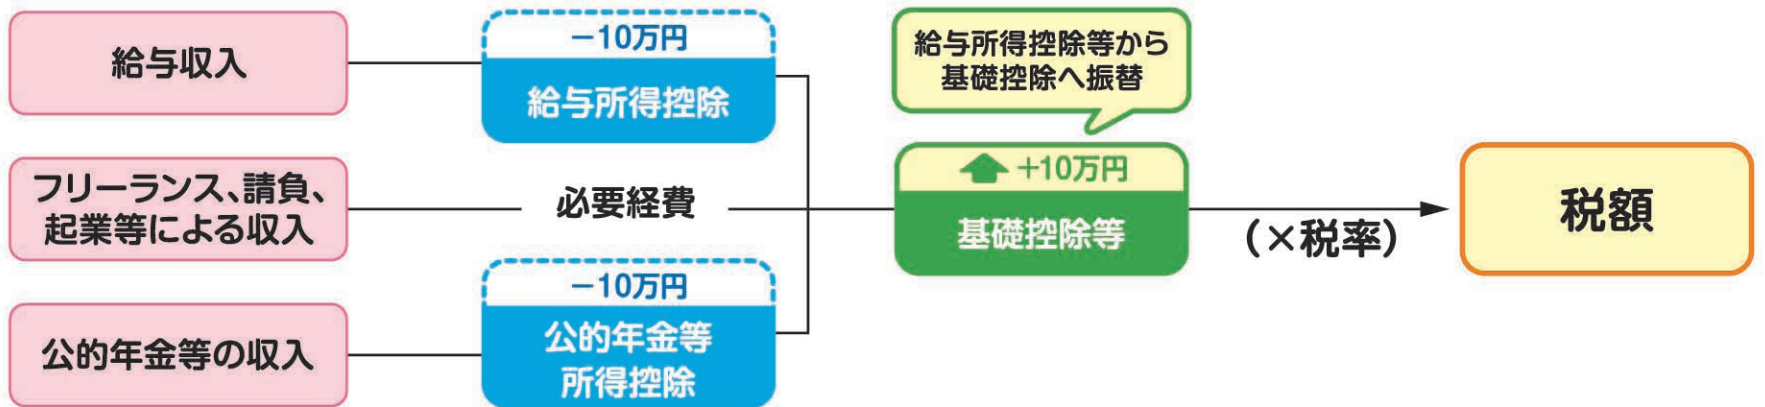 給与収入
−10万円
給与所得控除
給与所得控除等から
基礎控除へ振替
フリーランス、請負、
起業等による収入
必要経費
+10万円
基礎控除等
(×税率)
税額
公的年金等の収入
−10万円
公的年金等
所得控除